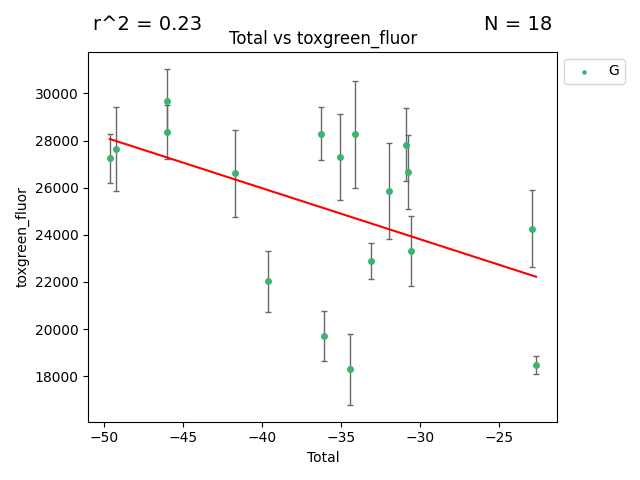 r^2 = 0.23
N = 18
Total vs toxgreen_fluor
G
30000
28000
26000
24000
22000
20000
18000
toxgreen_fluor
−50
−45
−40
−35
−30
−25
Total